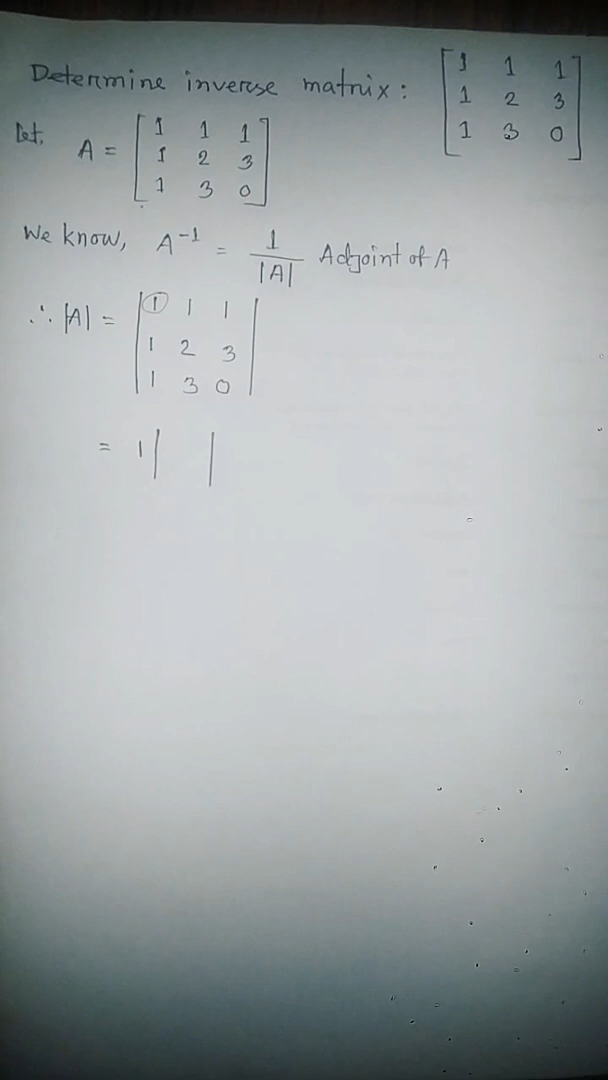 Determine inverse matrix: [1 1 1
1 2 3
1 3 0]
Let, A = [1 1 1
1 2 3
1 3 0]
We know, A⁻¹ = 1/|A| Adjoint of A
∴ |A| = |1 1 1
1 2 3
1 3 0|
= 1| |